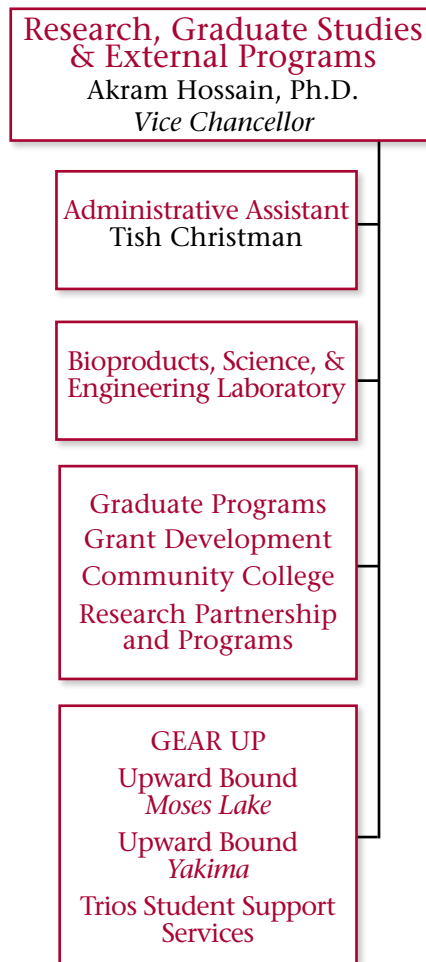 Research, Graduate Studies
& External Programs
Akram Hossain, Ph.D.
Vice Chancellor
Administrative Assistant
Tish Christman
Bioproducts, Science, &
Engineering Laboratory
Graduate Programs
Grant Development
Community College
Research Partnership
and Programs
GEAR UP
Upward Bound
Moses Lake
Upward Bound
Yakima
Trios Student Support
Services